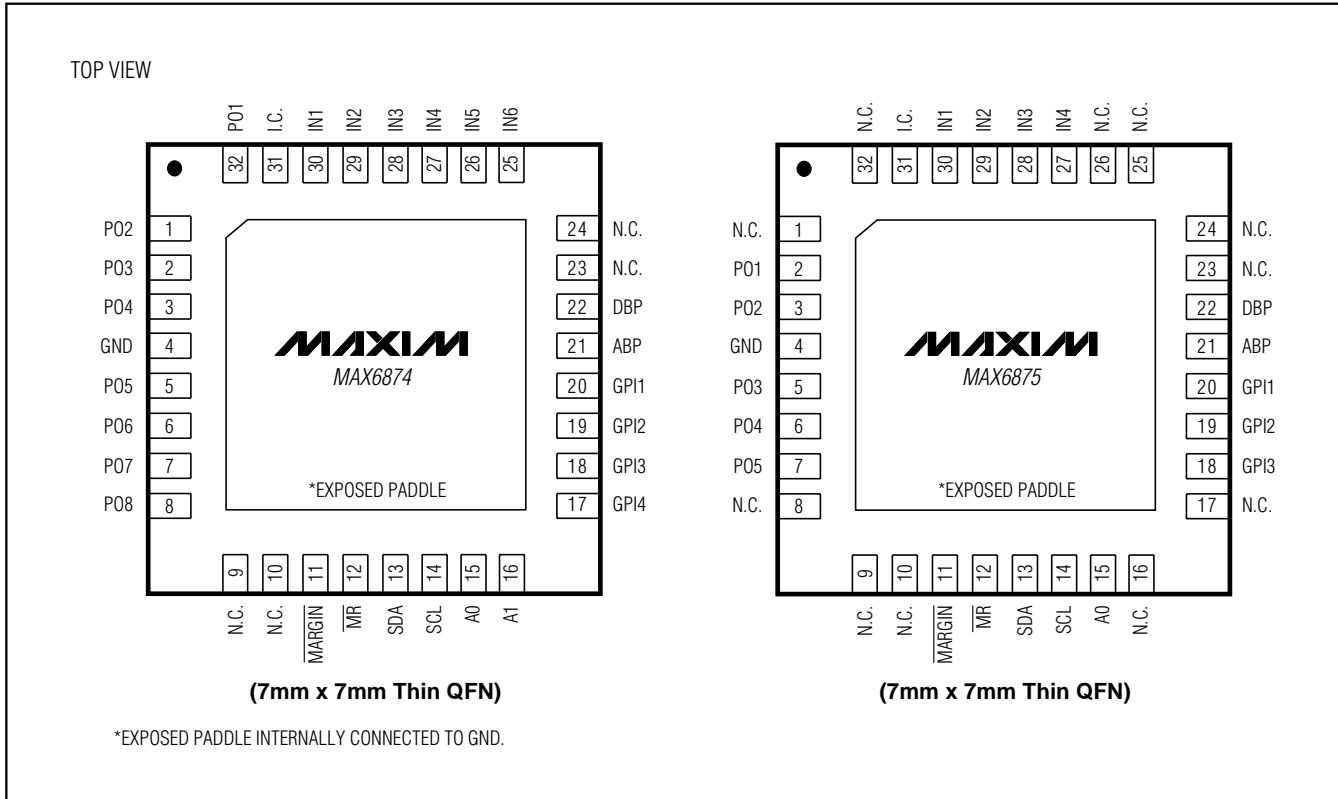 TOP VIEW
PO1 I.C. IN1 IN2 IN3 IN4 IN5 IN6
32 31 30 29 28 27 26 25
PO2 1 24 N.C.
PO3 2 23 N.C.
PO4 3 22 DBP
GND 4 21 ABP
PO5 5 20 GPI1
PO6 6 19 GPI2
PO7 7 18 GPI3
PO8 8 17 GPI4
MAXIM
MAX6874
*EXPOSED PADDLE
9 10 11 12 13 14 15 16
N.C. N.C. MARGIN MR SDA SCL A0 A1
(7mm x 7mm Thin QFN)
N.C. I.C. IN1 IN2 IN3 IN4 N.C. N.C.
32 31 30 29 28 27 26 25
N.C. 1 24 N.C.
PO1 2 23 N.C.
PO2 3 22 DBP
GND 4 21 ABP
PO3 5 20 GPI1
PO4 6 19 GPI2
PO5 7 18 GPI3
N.C. 8 17 N.C.
MAXIM
MAX6875
*EXPOSED PADDLE
9 10 11 12 13 14 15 16
N.C. N.C. MARGIN MR SDA SCL A0 N.C.
(7mm x 7mm Thin QFN)
*EXPOSED PADDLE INTERNALLY CONNECTED TO GND.